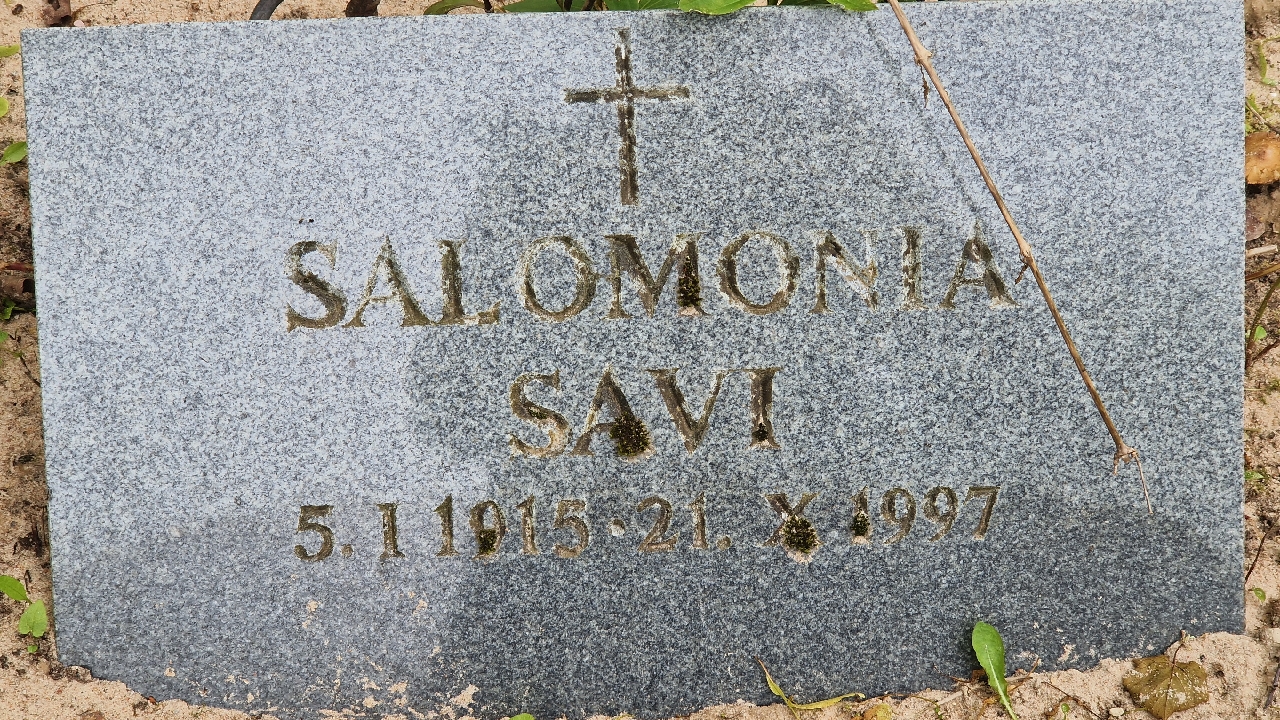 SALOMONIA
SAVI
5. I 1915 · 21. X 1997